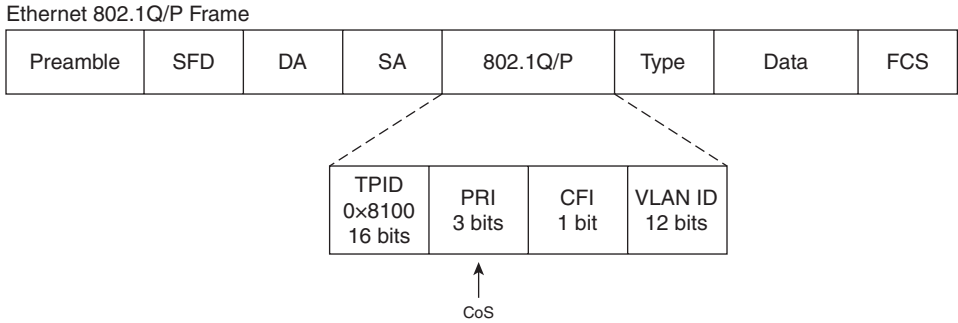 Ethernet 802.1Q/P Frame
Preamble
SFD
DA
SA
802.1Q/P
Type
Data
FCS
TPID
0×8100
16 bits
PRI
3 bits
CFI
1 bit
VLAN ID
12 bits
CoS